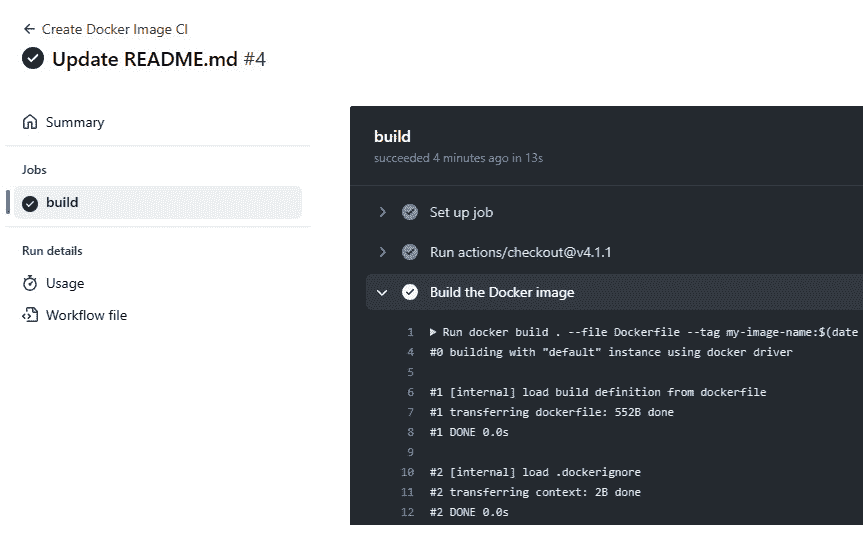 ← Create Docker Image CI
Update README.md #4
Summary
Jobs
build
Run details
Usage
Workflow file
build
succeeded 4 minutes ago in 13s
Set up job
Run actions/checkout@v4.1.1
Build the Docker image
1 ▶ Run docker build . --file Dockerfile --tag my-image-name:$(date
4 #0 building with "default" instance using docker driver
5
6 #1 [internal] load build definition from dockerfile
7 #1 transferring dockerfile: 552B done
8 #1 DONE 0.0s
9
10 #2 [internal] load .dockerignore
11 #2 transferring context: 2B done
12 #2 DONE 0.0s